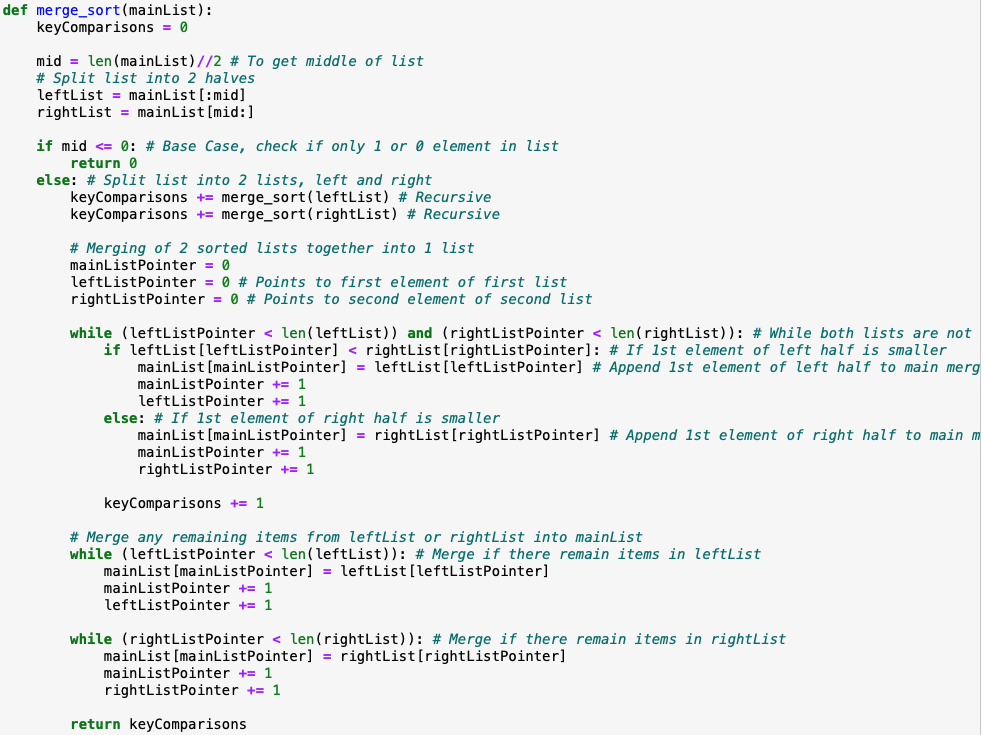 def merge_sort(mainList):
    keyComparisons = 0

    mid = len(mainList)//2 # To get middle of list
    # Split list into 2 halves
    leftList = mainList[:mid]
    rightList = mainList[mid:]

    if mid <= 0: # Base Case, check if only 1 or 0 element in list
        return 0
    else: # Split list into 2 lists, left and right
        keyComparisons += merge_sort(leftList) # Recursive
        keyComparisons += merge_sort(rightList) # Recursive

        # Merging of 2 sorted lists together into 1 list
        mainListPointer = 0
        leftListPointer = 0 # Points to first element of first list
        rightListPointer = 0 # Points to second element of second list

        while (leftListPointer < len(leftList)) and (rightListPointer < len(rightList)): # While both lists are not
            if leftList[leftListPointer] < rightList[rightListPointer]: # If 1st element of left half is smaller
                mainList[mainListPointer] = leftList[leftListPointer] # Append 1st element of left half to main merg
                mainListPointer += 1
                leftListPointer += 1
            else: # If 1st element of right half is smaller
                mainList[mainListPointer] = rightList[rightListPointer] # Append 1st element of right half to main m
                mainListPointer += 1
                rightListPointer += 1

            keyComparisons += 1

        # Merge any remaining items from leftList or rightList into mainList
        while (leftListPointer < len(leftList)): # Merge if there remain items in leftList
            mainList[mainListPointer] = leftList[leftListPointer]
            mainListPointer += 1
            leftListPointer += 1

        while (rightListPointer < len(rightList)): # Merge if there remain items in rightList
            mainList[mainListPointer] = rightList[rightListPointer]
            mainListPointer += 1
            rightListPointer += 1

        return keyComparisons